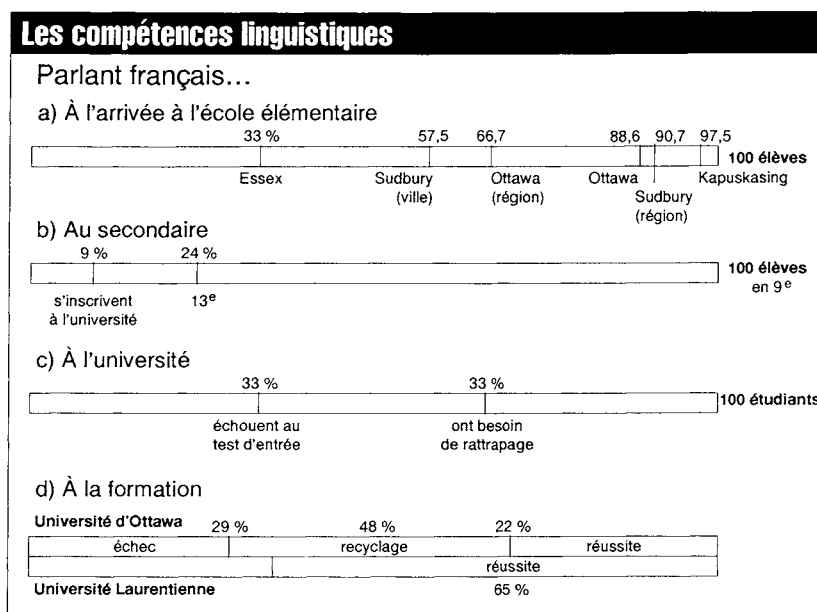 Les compétences linguistiques
Parlant français...
a) À l'arrivée à l'école élémentaire
33 % 57,5 66,7 88,6 90,7 97,5
100 élèves
Essex Sudbury Ottawa Ottawa Kapuskasing
(ville) (région) Sudbury
(région)
b) Au secondaire
9 % 24 %
100 élèves
en 9e
s'inscrivent 13e
à l'université
c) À l'université
33 % 33 %
100 étudiants
échouent au ont besoin
test d'entrée de rattrapage
d) À la formation
Université d'Ottawa 29 % 48 % 22 %
échec recyclage réussite
réussite
Université Laurentienne 65 %